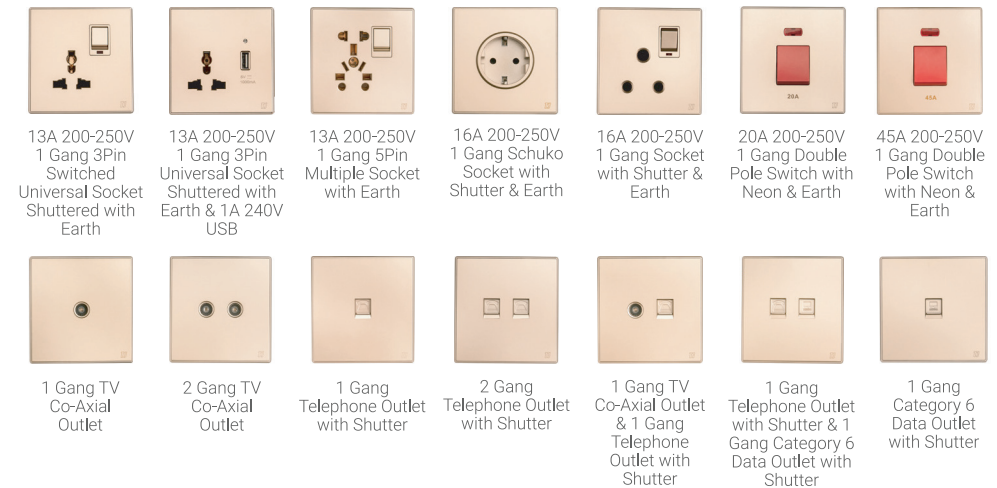 20A
45A
13A 200-250V
1 Gang 3Pin
Switched
Universal Socket
Shuttered with
Earth
13A 200-250V
1 Gang 3Pin
Universal Socket
Shuttered with
Earth & 1A 240V
USB
13A 200-250V
1 Gang 5Pin
Multiple Socket
with Earth
16A 200-250V
1 Gang Schuko
Socket with
Shutter & Earth
16A 200-250V
1 Gang Socket
with Shutter &
Earth
20A 200-250V
1 Gang Double
Pole Switch with
Neon & Earth
45A 200-250V
1 Gang Double
Pole Switch
with Neon &
Earth
1 Gang TV
Co-Axial
Outlet
2 Gang TV
Co-Axial
Outlet
1 Gang
Telephone Outlet
with Shutter
2 Gang
Telephone Outlet
with Shutter
1 Gang TV
Co-Axial Outlet
& 1 Gang
Telephone
Outlet with
Shutter
1 Gang
Telephone Outlet
with Shutter & 1
Gang Category 6
Data Outlet with
Shutter
1 Gang
Category 6
Data Outlet
with Shutter